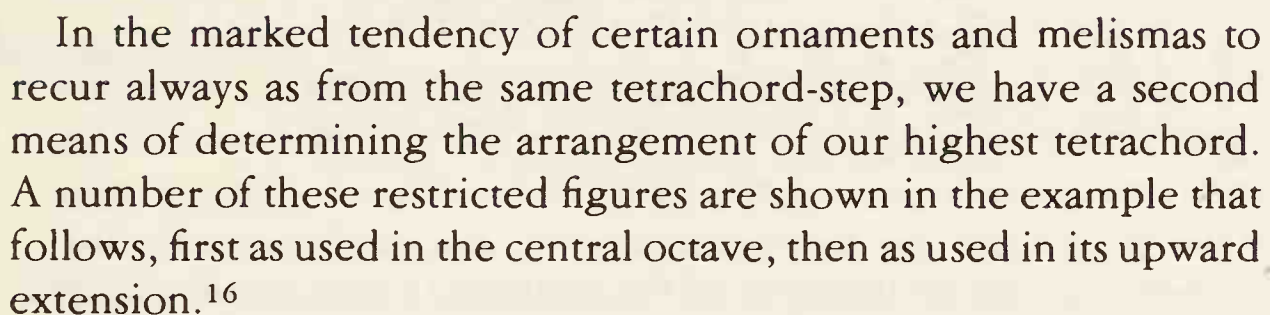 In the marked tendency of certain ornaments and melismas to
recur always as from the same tetrachord-step, we have a second
means of determining the arrangement of our highest tetrachord.
A number of these restricted figures are shown in the example that
follows, first as used in the central octave, then as used in its upward
extension.16